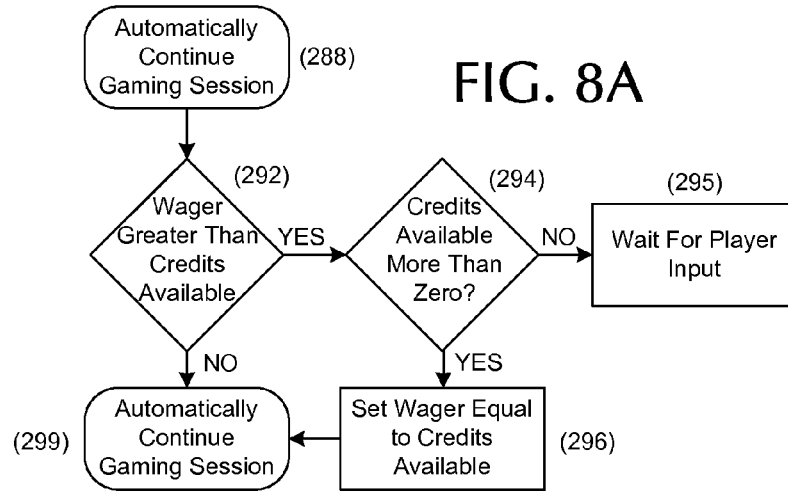 FIG. 8A
Automatically
Continue
Gaming Session
(288)
(292)
Wager
Greater Than
Credits
Available
YES
NO
(294)
Credits
Available
More Than
Zero?
NO
YES
(295)
Wait For Player
Input
Set Wager Equal
to Credits
Available
(296)
Automatically
Continue
Gaming Session
(299)